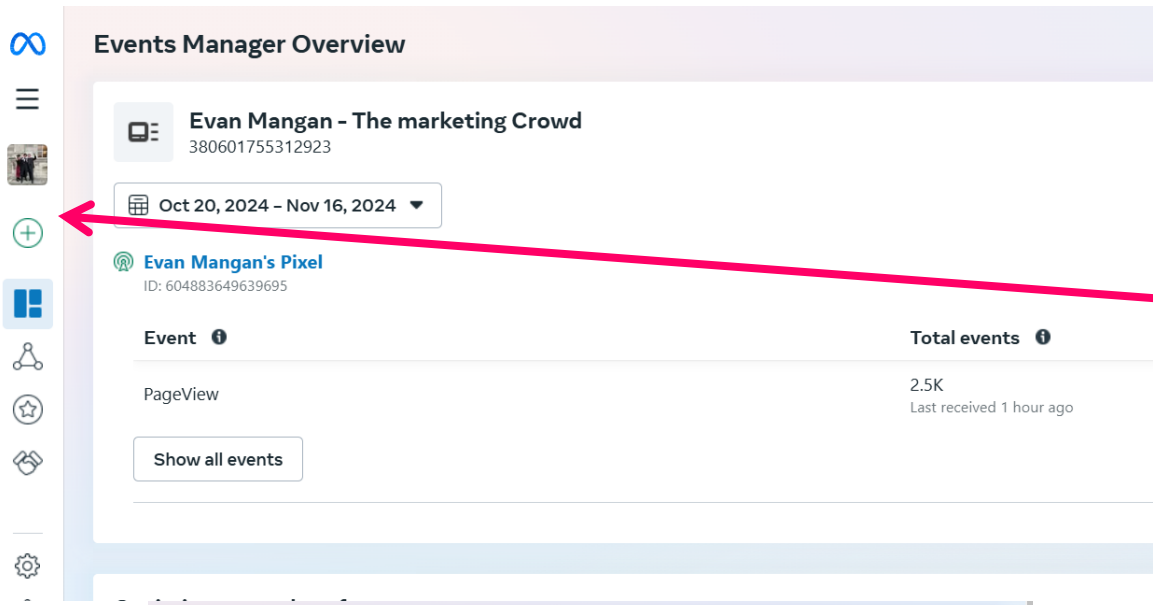 Events Manager Overview
Evan Mangan - The marketing Crowd
380601755312923
Oct 20, 2024 – Nov 16, 2024
Evan Mangan's Pixel
ID: 604883649639695
Event
Total events
PageView
2.5K
Last received 1 hour ago
Show all events